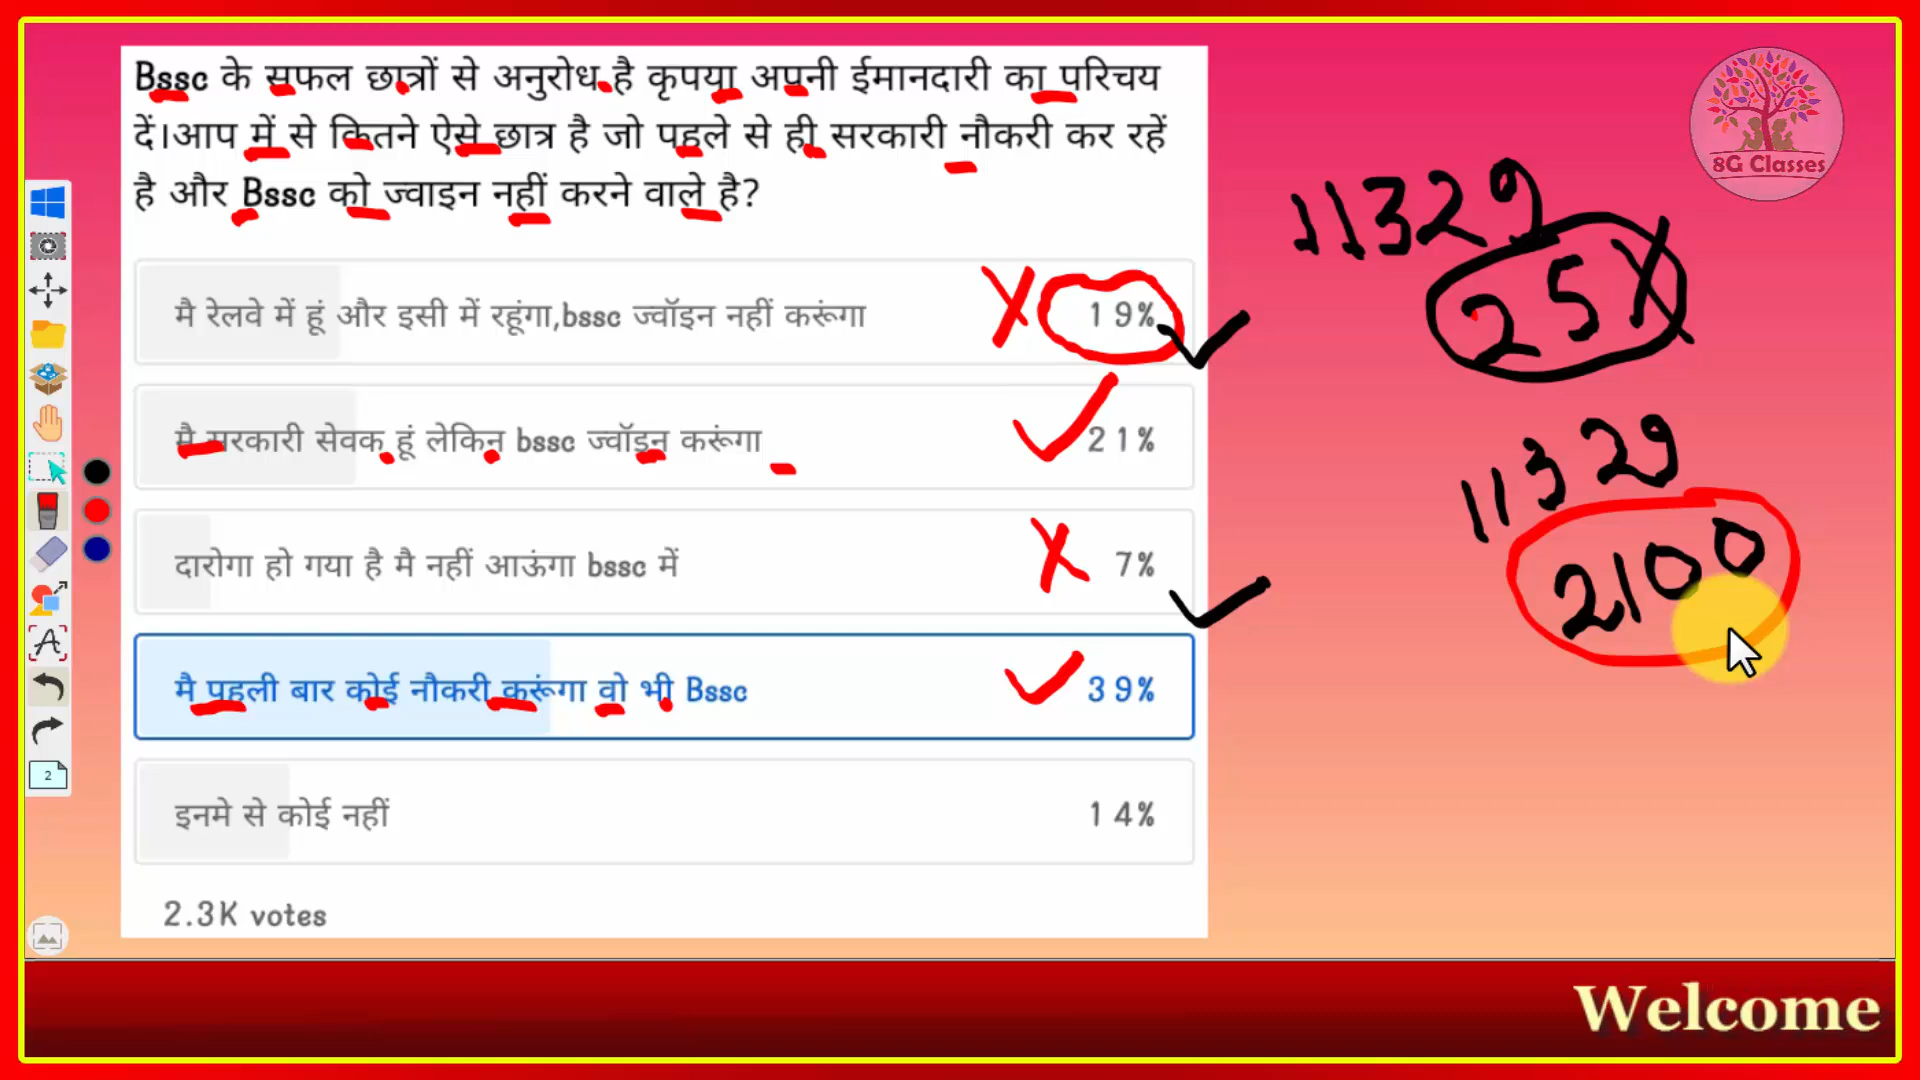 Bssc के सफल छात्रों से अनुरोध है कृपया अपनी ईमानदारी का परिचय
दें।आप में से कितने ऐसे छात्र है जो पहले से ही सरकारी नौकरी कर रहें
है और Bssc को ज्वाइन नहीं करने वाले है?
मै रेलवे में हूं और इसी में रहूंगा,bssc ज्वॉइन नहीं करूंगा 19%
मै सरकारी सेवक हूं लेकिन bssc ज्वॉइन करूंगा 21%
दारोगा हो गया है मै नहीं आऊंगा bssc में 7%
मै पहली बार कोई नौकरी करूंगा वो भी Bssc 39%
इनमे से कोई नहीं 14%
2.3K votes
8G Classes
11329
25X
11329
2100
2
Welcome